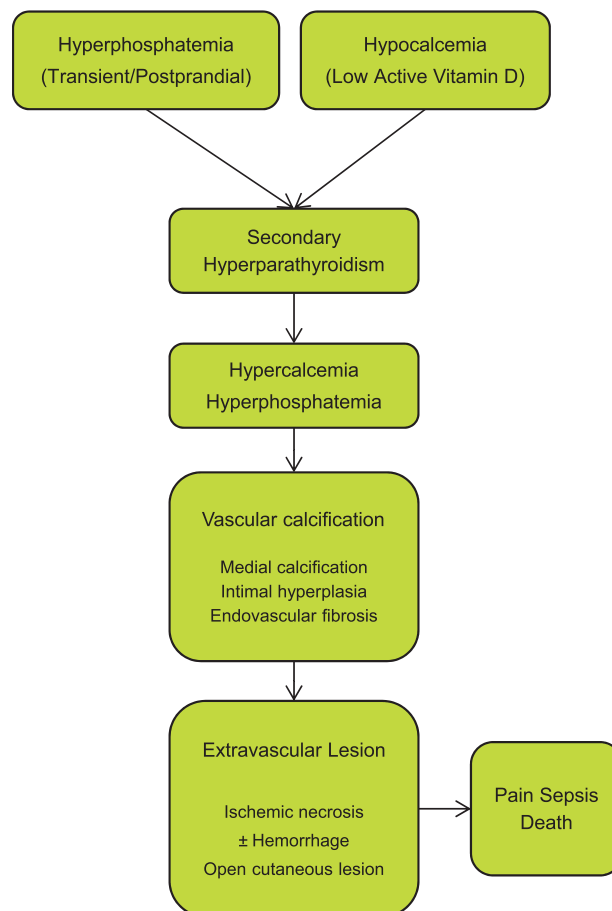 Hyperphosphatemia
(Transient/Postprandial)
Hypocalcemia
(Low Active Vitamin D)
Secondary
Hyperparathyroidism
Hypercalcemia
Hyperphosphatemia
Vascular calcification
Medial calcification
Intimal hyperplasia
Endovascular fibrosis
Extravascular Lesion
Ischemic necrosis
± Hemorrhage
Open cutaneous lesion
Pain Sepsis
Death